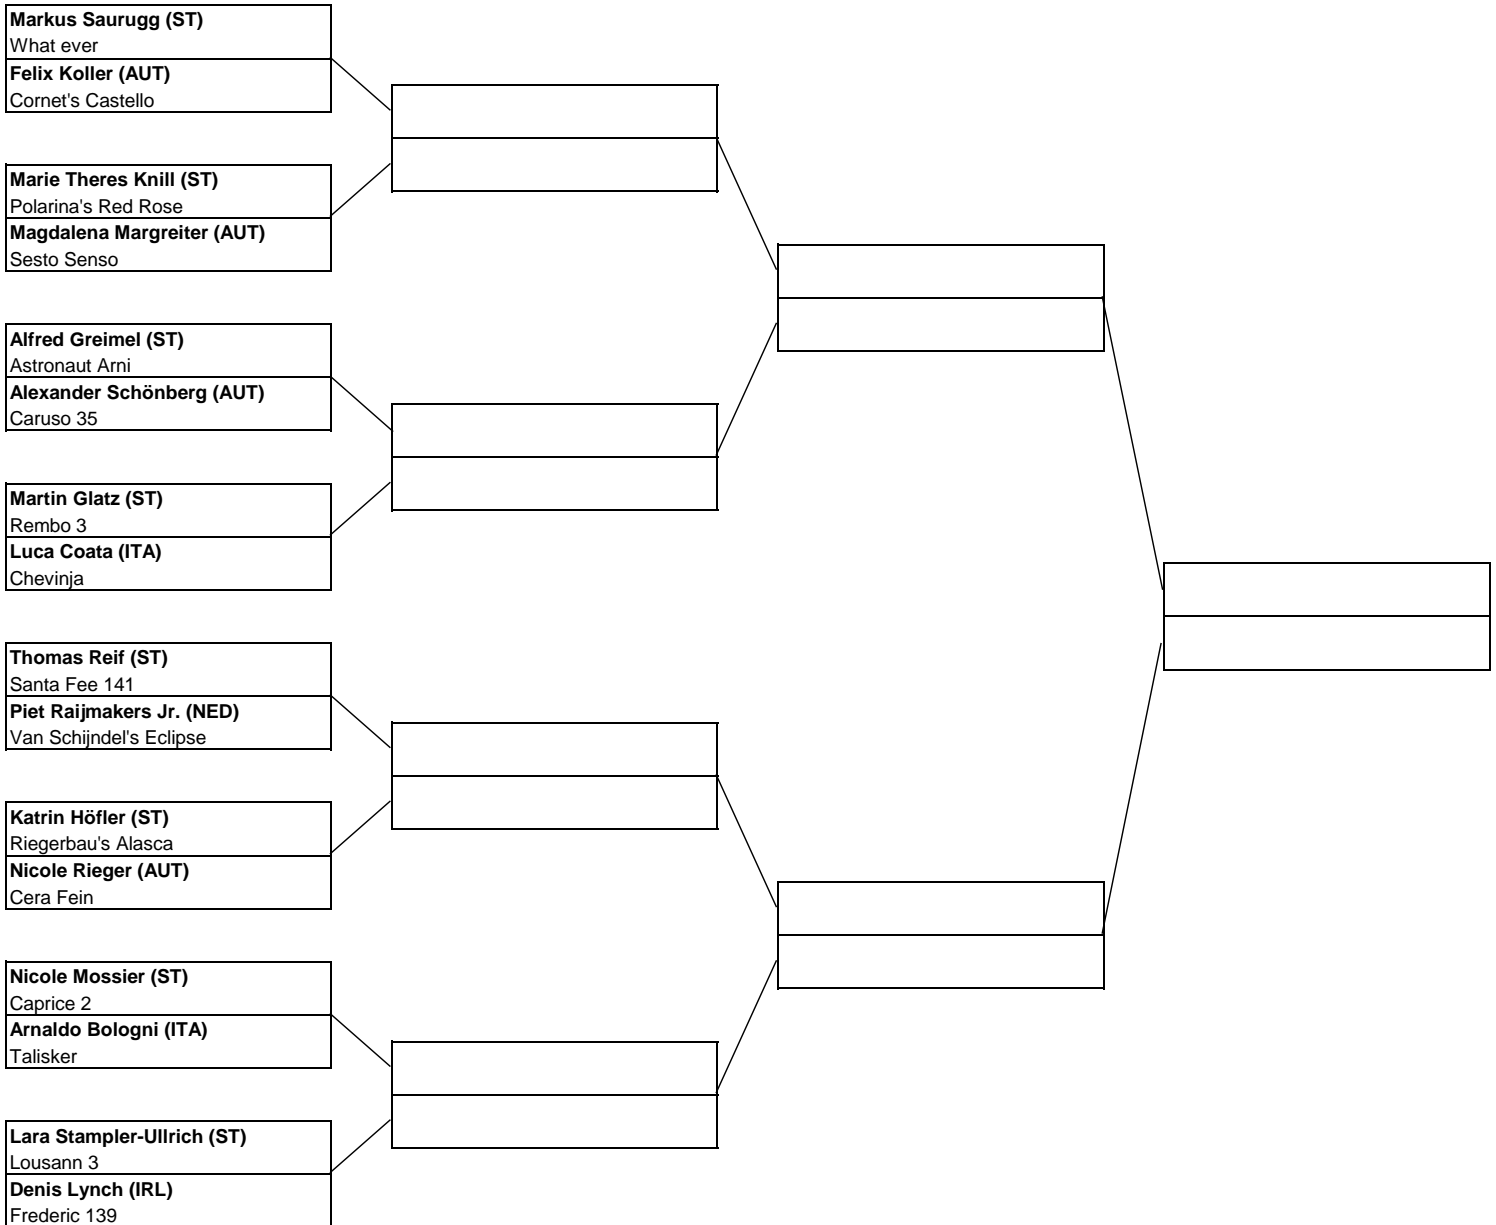 Markus Saurugg (ST)
What ever
Felix Koller (AUT)
Cornet's Castello
Marie Theres Knill (ST)
Polarina's Red Rose
Magdalena Margreiter (AUT)
Sesto Senso
Alfred Greimel (ST)
Astronaut Arni
Alexander Schönberg (AUT)
Caruso 35
Martin Glatz (ST)
Rembo 3
Luca Coata (ITA)
Chevinja
Thomas Reif (ST)
Santa Fee 141
Piet Raijmakers Jr. (NED)
Van Schijndel's Eclipse
Katrin Höfler (ST)
Riegerbau's Alasca
Nicole Rieger (AUT)
Cera Fein
Nicole Mossier (ST)
Caprice 2
Arnaldo Bologni (ITA)
Talisker
Lara Stampler-Ullrich (ST)
Lousann 3
Denis Lynch (IRL)
Frederic 139